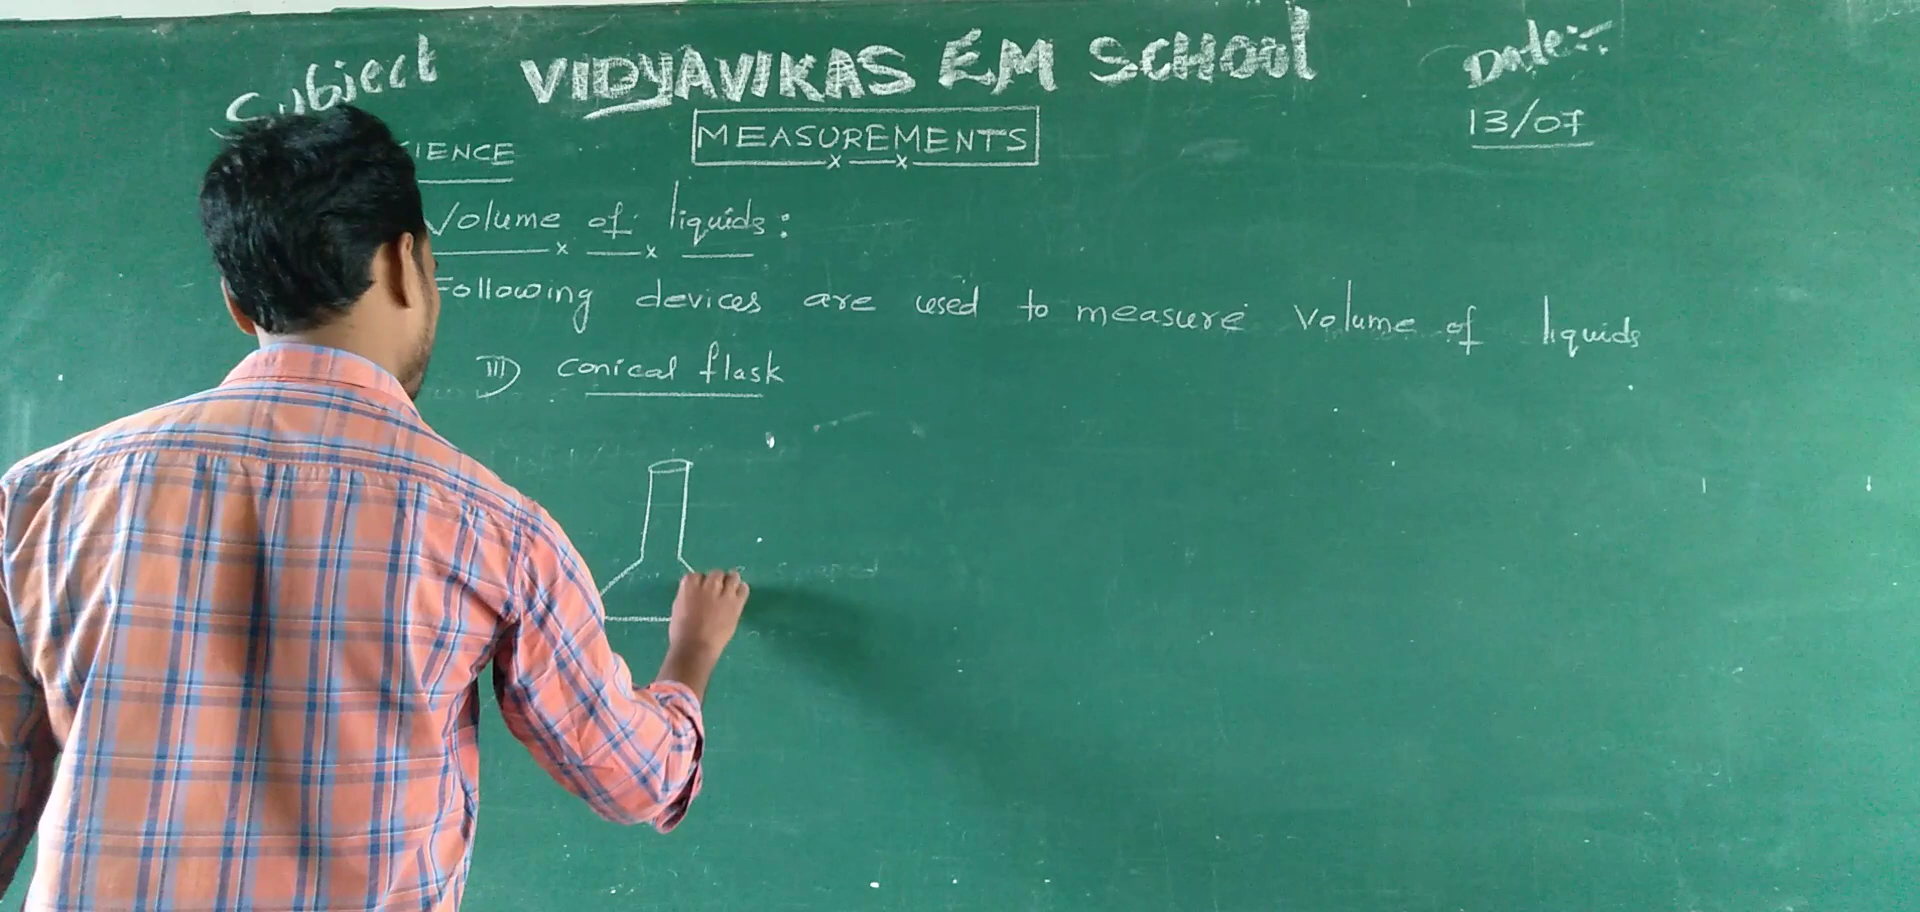 Subject VIDYAVIKAS EM SCHOOL Date:-
IENCE MEASUREMENTS 13/07
Volume of liquids:
Following devices are used to measure volume of liquids
III) conical flask